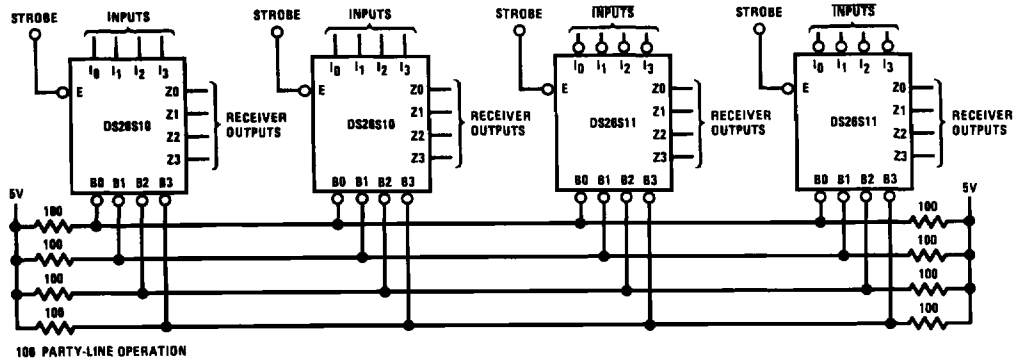 STROBE INPUTS STROBE INPUTS STROBE INPUTS STROBE INPUTS
I0 I1 I2 I3 I0 I1 I2 I3 I0 I1 I2 I3 I0 I1 I2 I3
E Z0 E Z0 E Z0 E Z0
Z1 Z1 Z1 Z1
DS26S10 RECEIVER OUTPUTS DS26S10 RECEIVER OUTPUTS DS26S11 RECEIVER OUTPUTS DS26S11 RECEIVER OUTPUTS
Z2 Z2 Z2 Z2
Z3 Z3 Z3 Z3
B0 B1 B2 B3 B0 B1 B2 B3 B0 B1 B2 B3 B0 B1 B2 B3
5V 5V
100 100
100 100
100 100
100 100
100 PARTY-LINE OPERATION